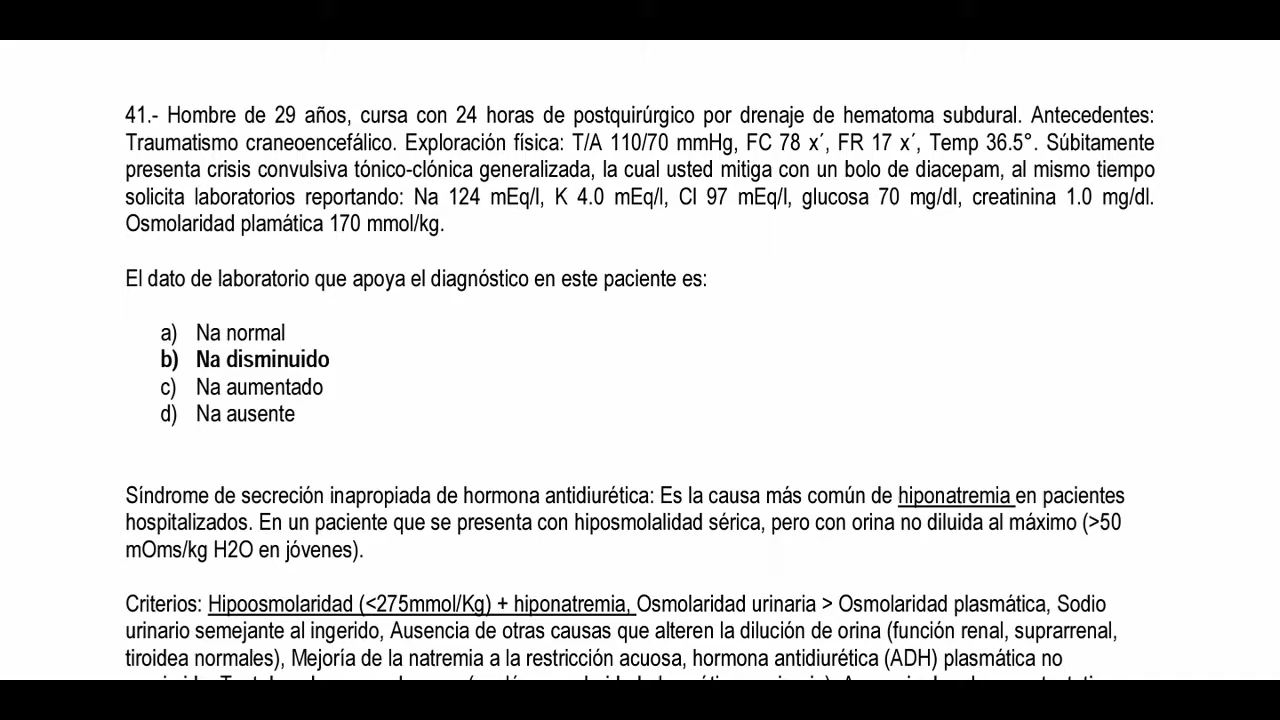 41.- Hombre de 29 años, cursa con 24 horas de postquirúrgico por drenaje de hematoma subdural. Antecedentes:
Traumatismo craneoencefálico. Exploración física: T/A 110/70 mmHg, FC 78 x´, FR 17 x´, Temp 36.5°. Súbitamente
presenta crisis convulsiva tónico-clónica generalizada, la cual usted mitiga con un bolo de diacepam, al mismo tiempo
solicita laboratorios reportando: Na 124 mEq/l, K 4.0 mEq/l, Cl 97 mEq/l, glucosa 70 mg/dl, creatinina 1.0 mg/dl.
Osmolaridad plamática 170 mmol/kg.
El dato de laboratorio que apoya el diagnóstico en este paciente es:
a) Na normal
b) Na disminuido
c) Na aumentado
d) Na ausente
Síndrome de secreción inapropiada de hormona antidiurética: Es la causa más común de hiponatremia en pacientes
hospitalizados. En un paciente que se presenta con hiposmolalidad sérica, pero con orina no diluida al máximo (>50
mOms/kg H2O en jóvenes).
Criterios: Hipoosmolaridad (<275mmol/Kg) + hiponatremia, Osmolaridad urinaria > Osmolaridad plasmática, Sodio
urinario semejante al ingerido, Ausencia de otras causas que alteren la dilución de orina (función renal, suprarrenal,
tiroidea normales), Mejoría de la natremia a la restricción acuosa, hormona antidiurética (ADH) plasmática no